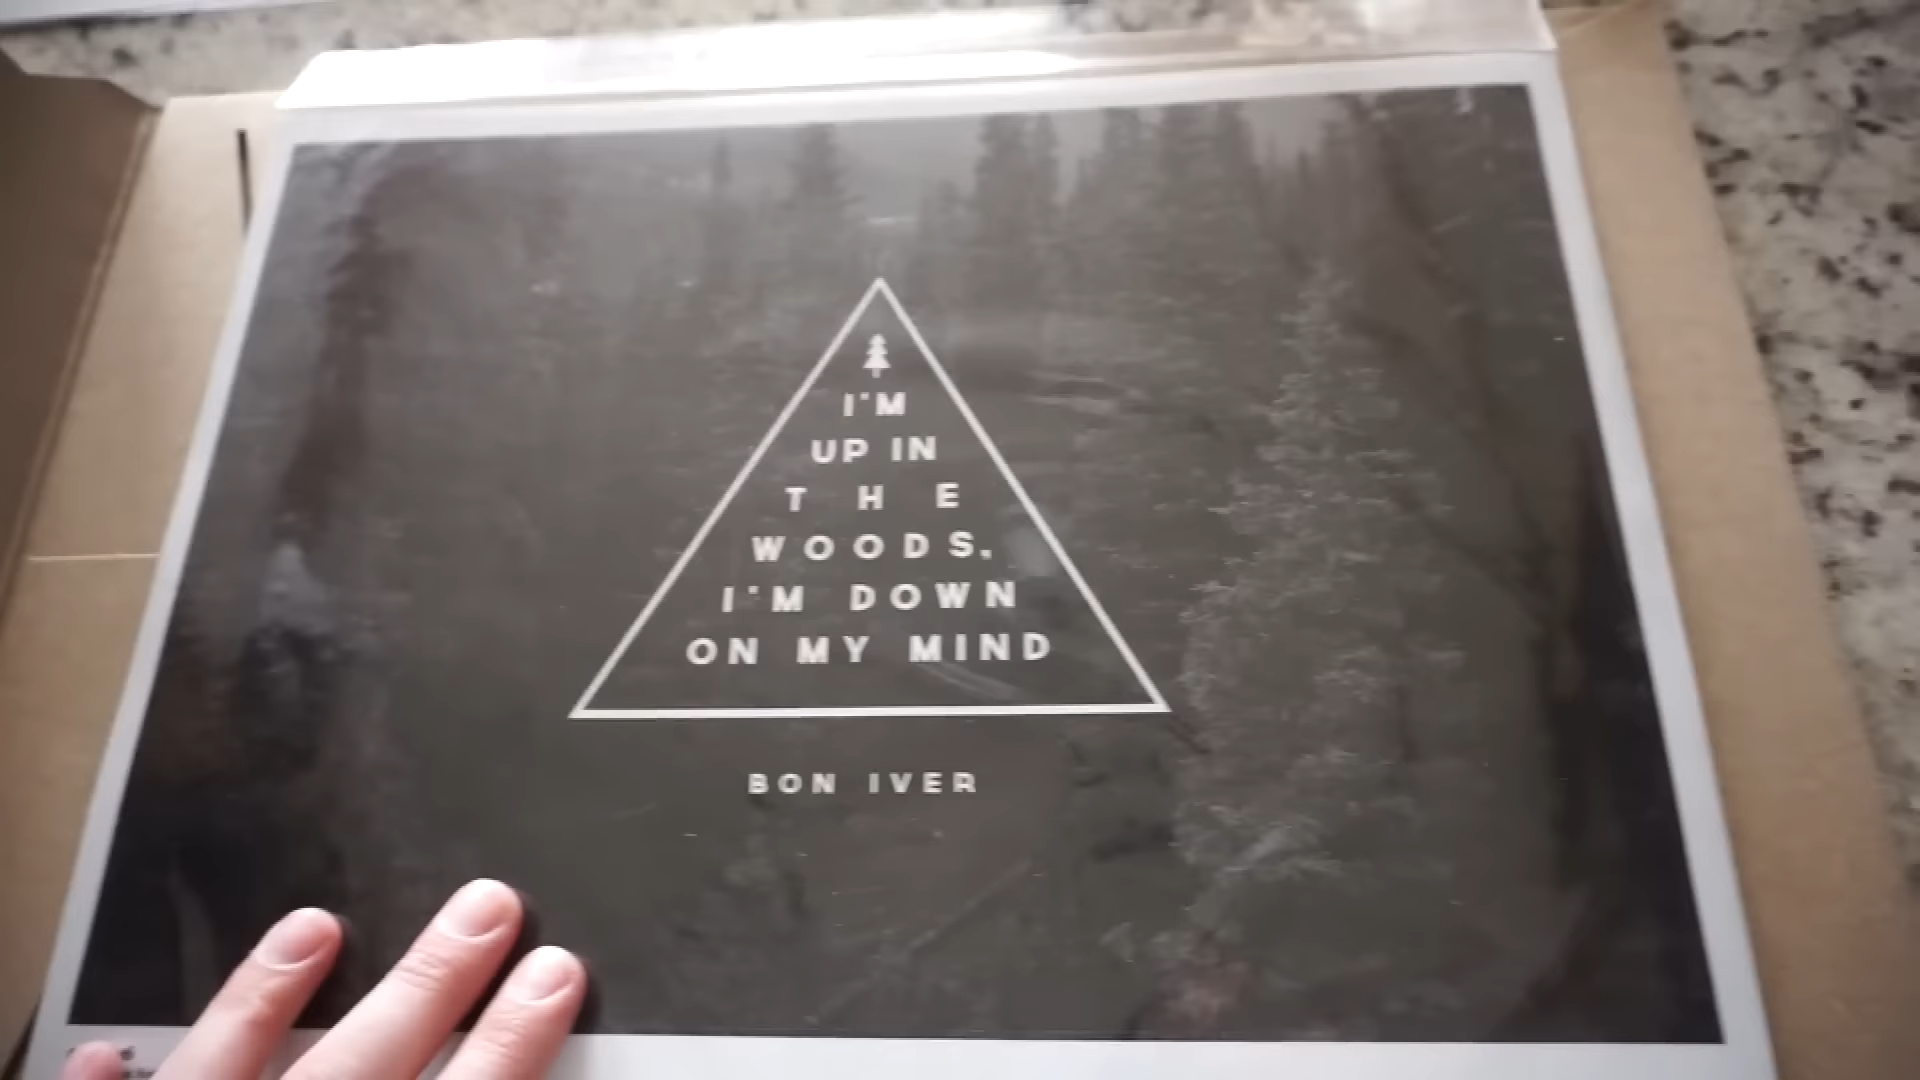 I'M
UP IN
THE
WOODS,
I'M DOWN
ON MY MIND
BON IVER